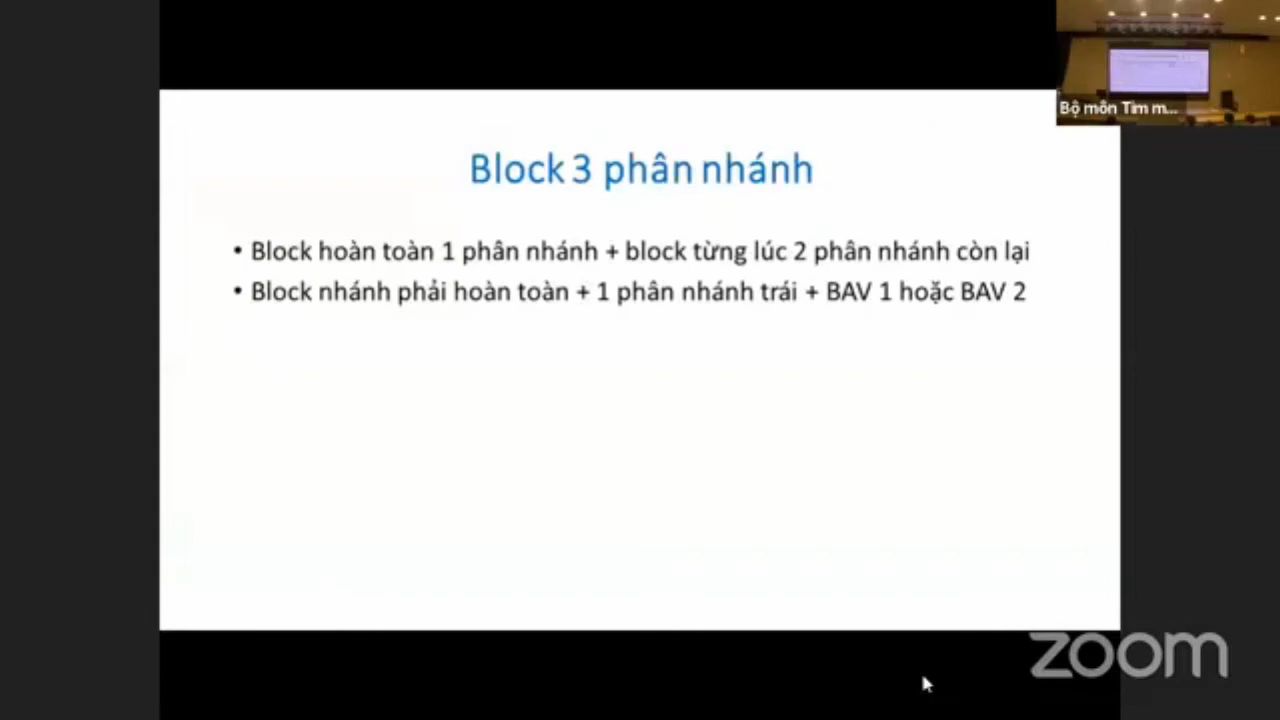 Bộ môn Tim m...
Block 3 phân nhánh
• Block hoàn toàn 1 phân nhánh + block từng lúc 2 phân nhánh còn lại
• Block nhánh phải hoàn toàn + 1 phân nhánh trái + BAV 1 hoặc BAV 2
zoom